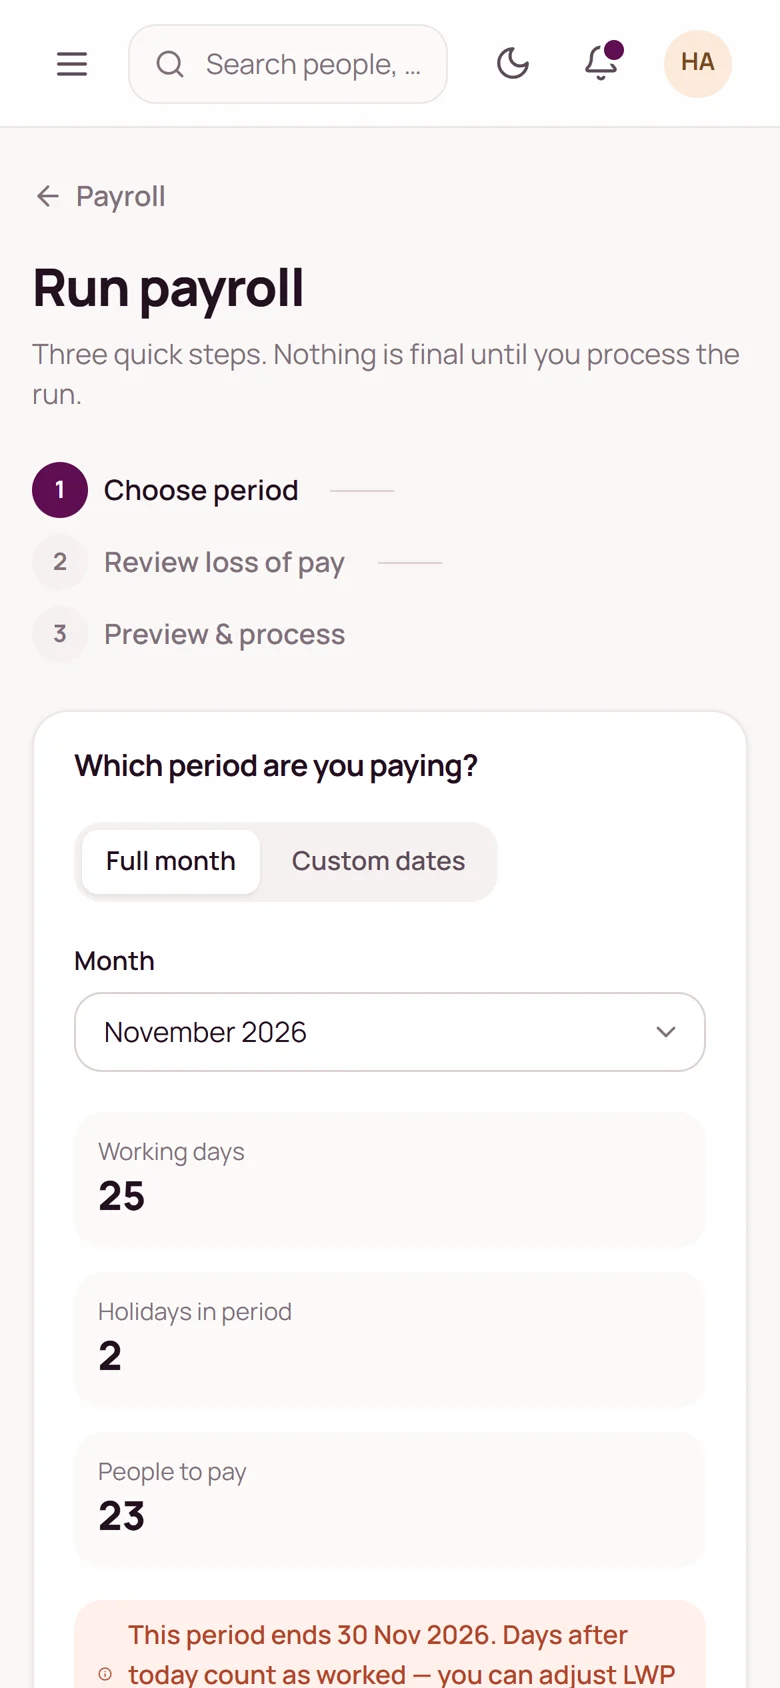 Search people, ...
HA
Payroll
Run payroll
Three quick steps. Nothing is final until you process the
run.
1 Choose period
2 Review loss of pay
3 Preview & process
Which period are you paying?
Full month Custom dates
Month
November 2026
Working days
25
Holidays in period
2
People to pay
23
This period ends 30 Nov 2026. Days after
today count as worked — you can adjust LWP